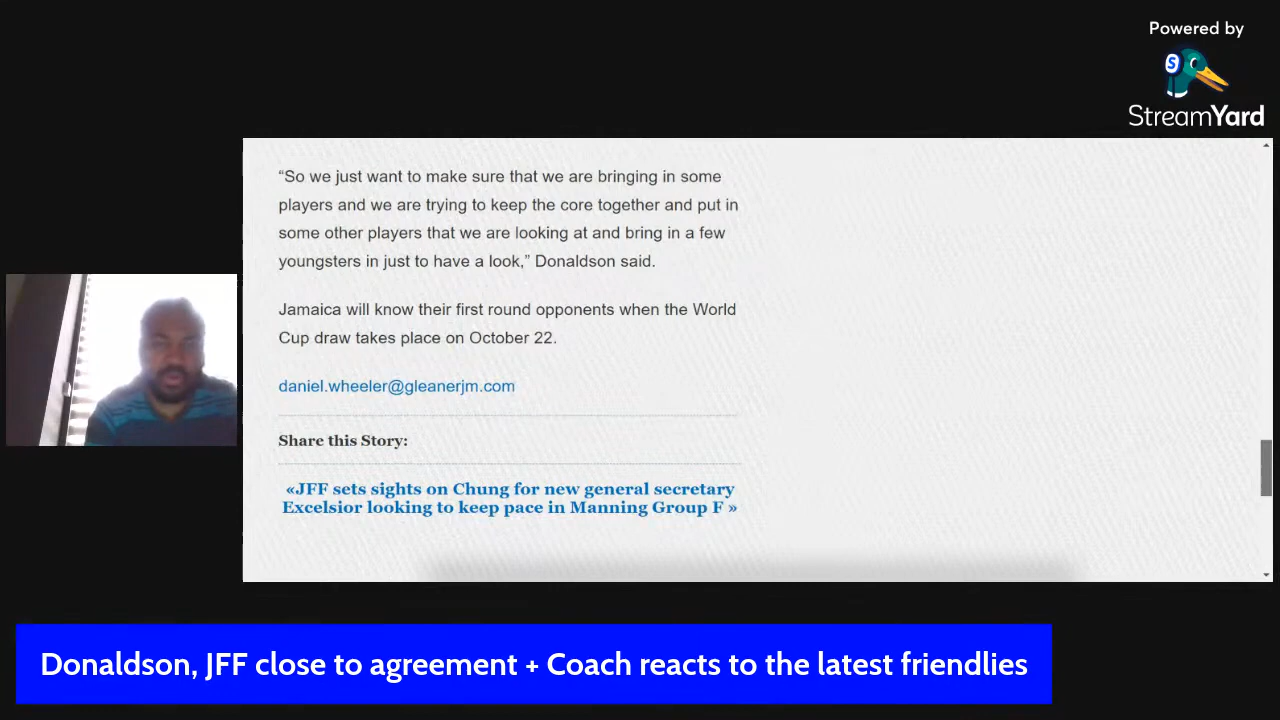 Powered by
S
StreamYard
“So we just want to make sure that we are bringing in some
players and we are trying to keep the core together and put in
some other players that we are looking at and bring in a few
youngsters in just to have a look,” Donaldson said.
Jamaica will know their first round opponents when the World
Cup draw takes place on October 22.
daniel.wheeler@gleanerjm.com
Share this Story:
«JFF sets sights on Chung for new general secretary
Excelsior looking to keep pace in Manning Group F »
Donaldson, JFF close to agreement + Coach reacts to the latest friendlies